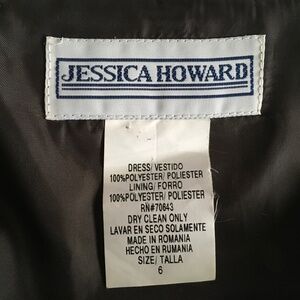 JESSICA HOWARD
DRESS/ VESTIDO
100%POLYESTER/ POLIESTER
LINING/ FORRO
100%POLYESTER/ POLIESTER
RN#70643
DRY CLEAN ONLY
LAVAR EN SECO SOLAMENTE
MADE IN ROMANIA
HECHO EN RUMANIA
SIZE/ TALLA
6